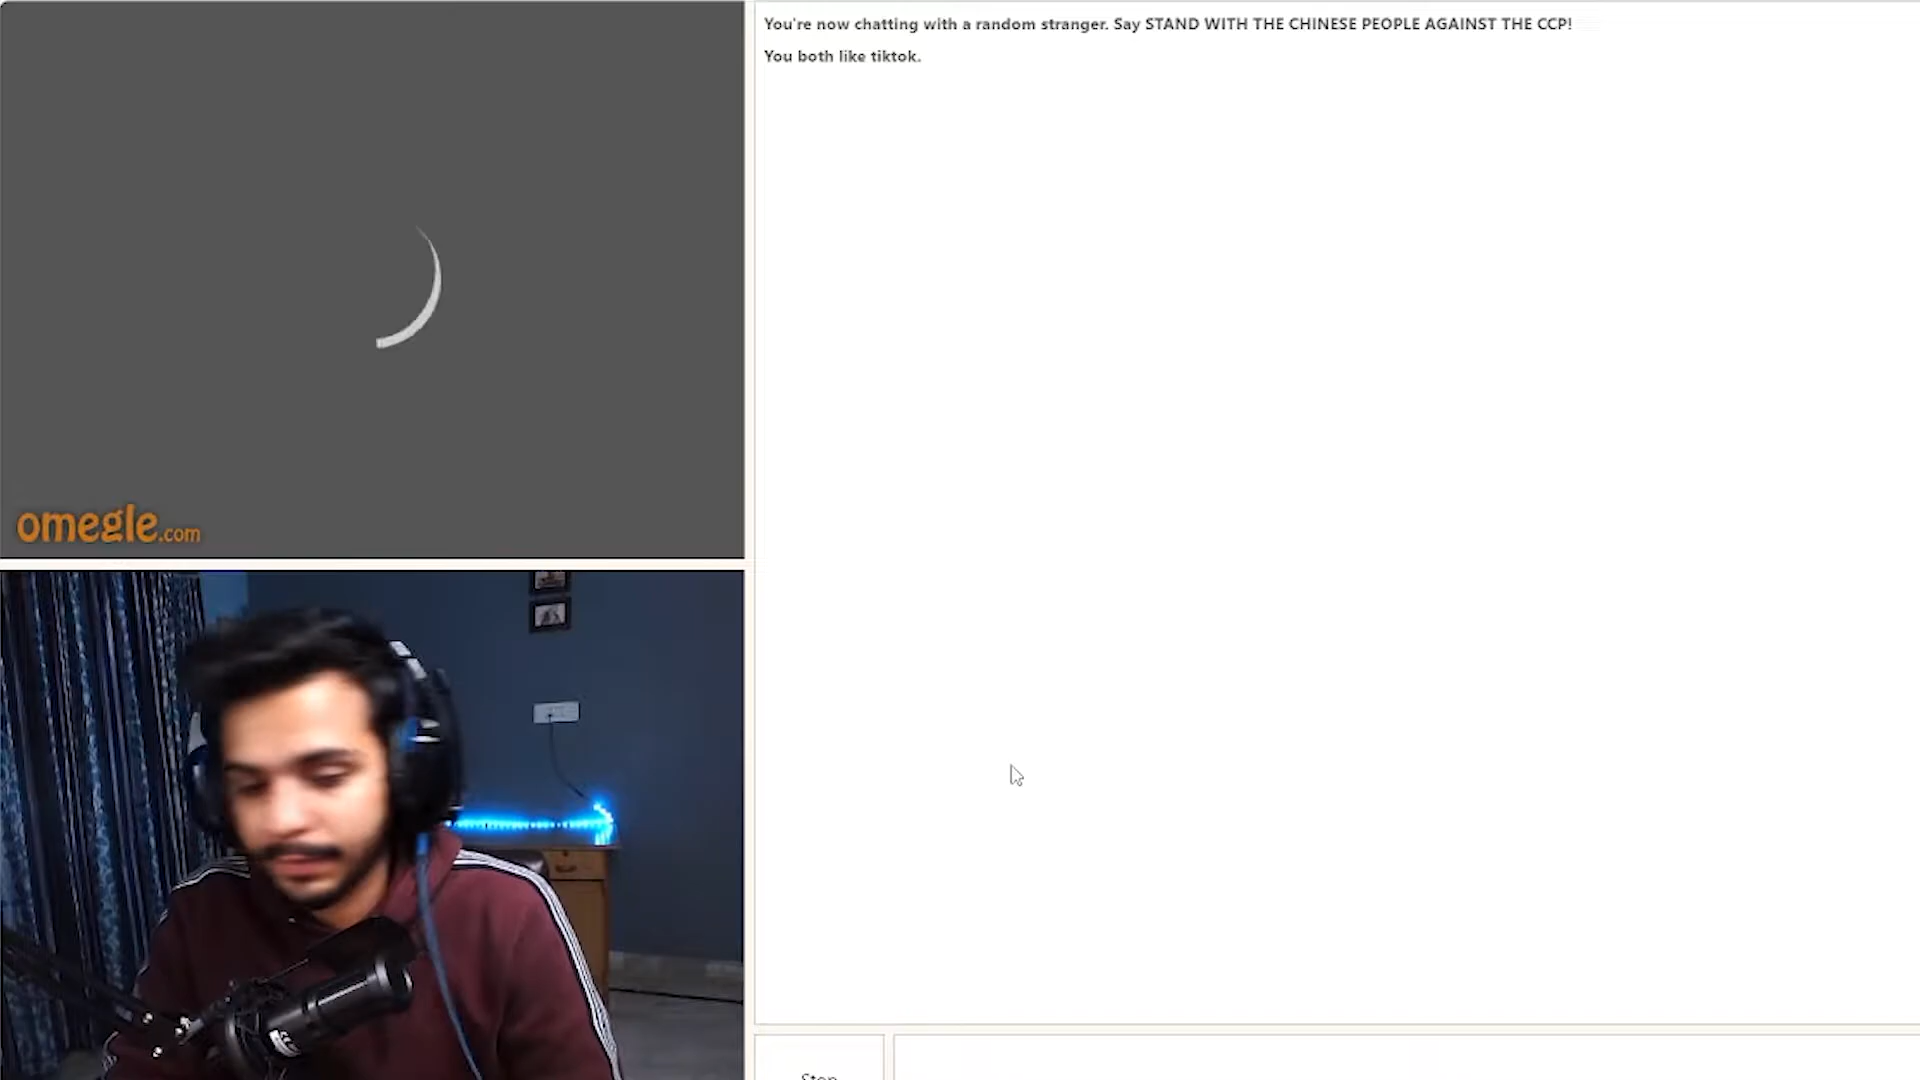 You're now chatting with a random stranger. Say STAND WITH THE CHINESE PEOPLE AGAINST THE CCP!
You both like tiktok.
omegle.com
Stop